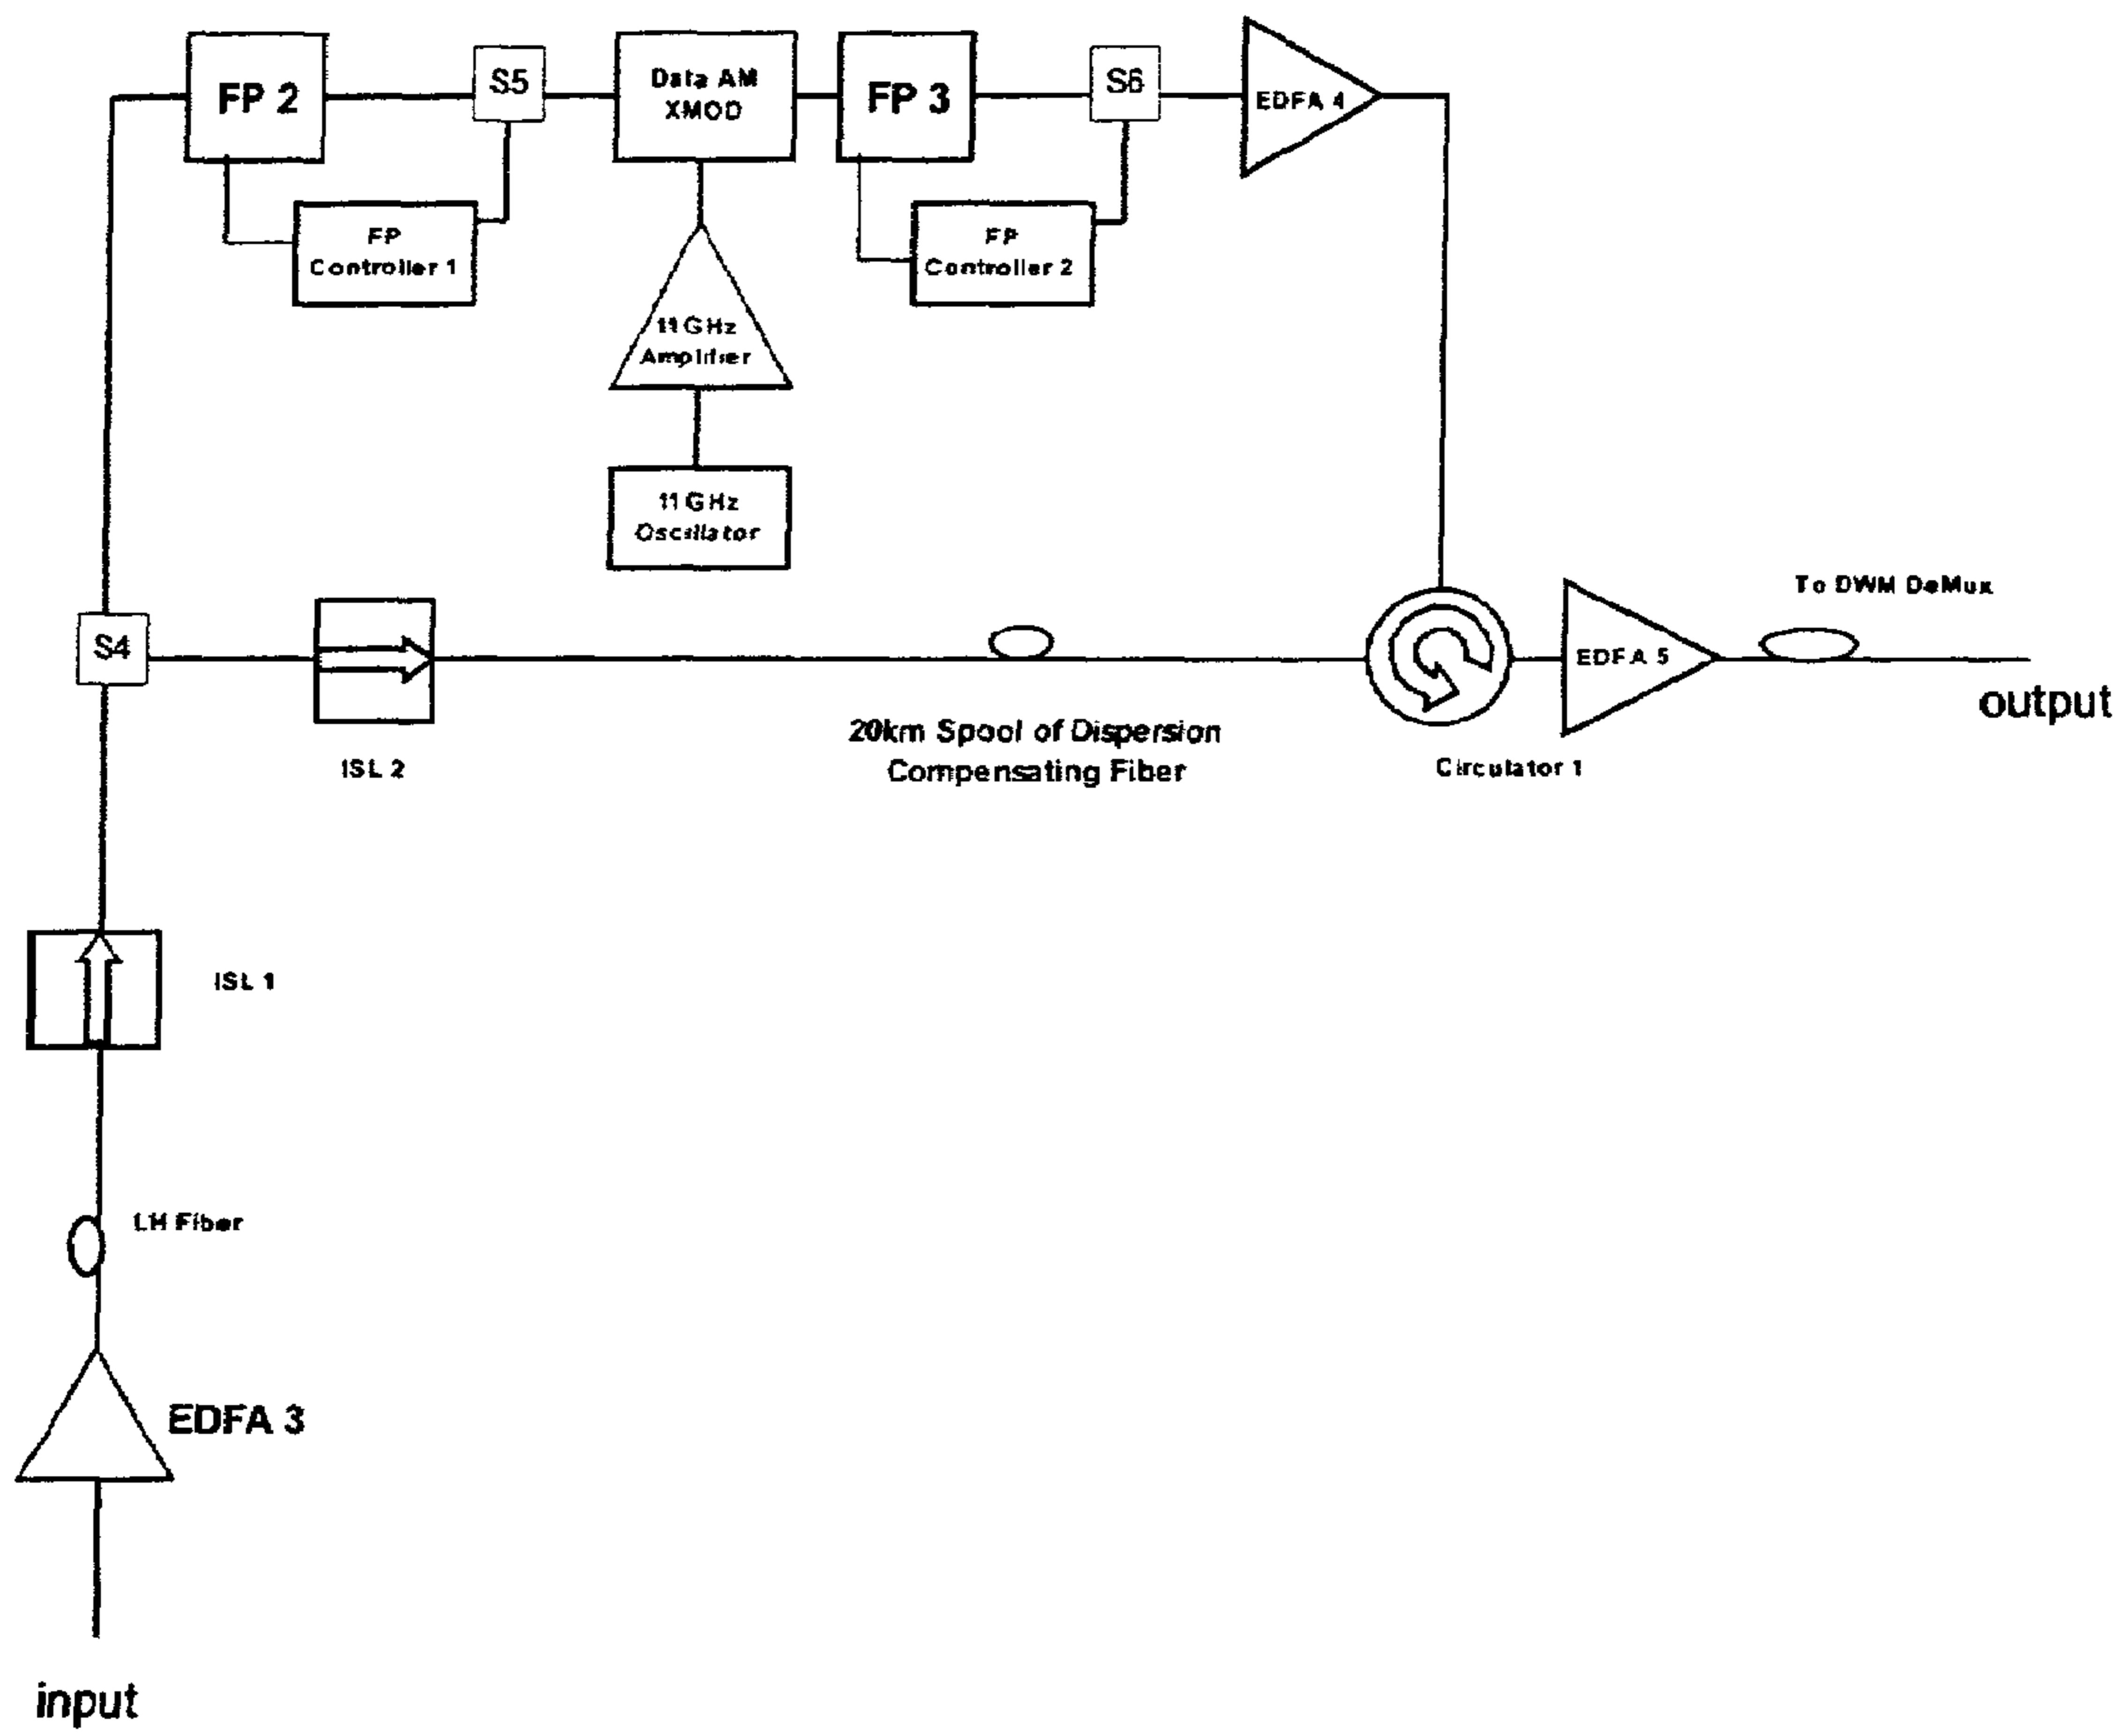 FP 2
S5
Data AM
XMOD
FP 3
S6
EDFA 4
FP
Controller 1
FP
Controller 2
11 GHz
Amplifier
11 GHz
Oscillator
S4
To DWM DeMux
EDFA 5
output
20km Spool of Dispersion
Compensating Fiber
ISL 2
Circulator 1
ISL 1
LH Fiber
EDFA 3
input